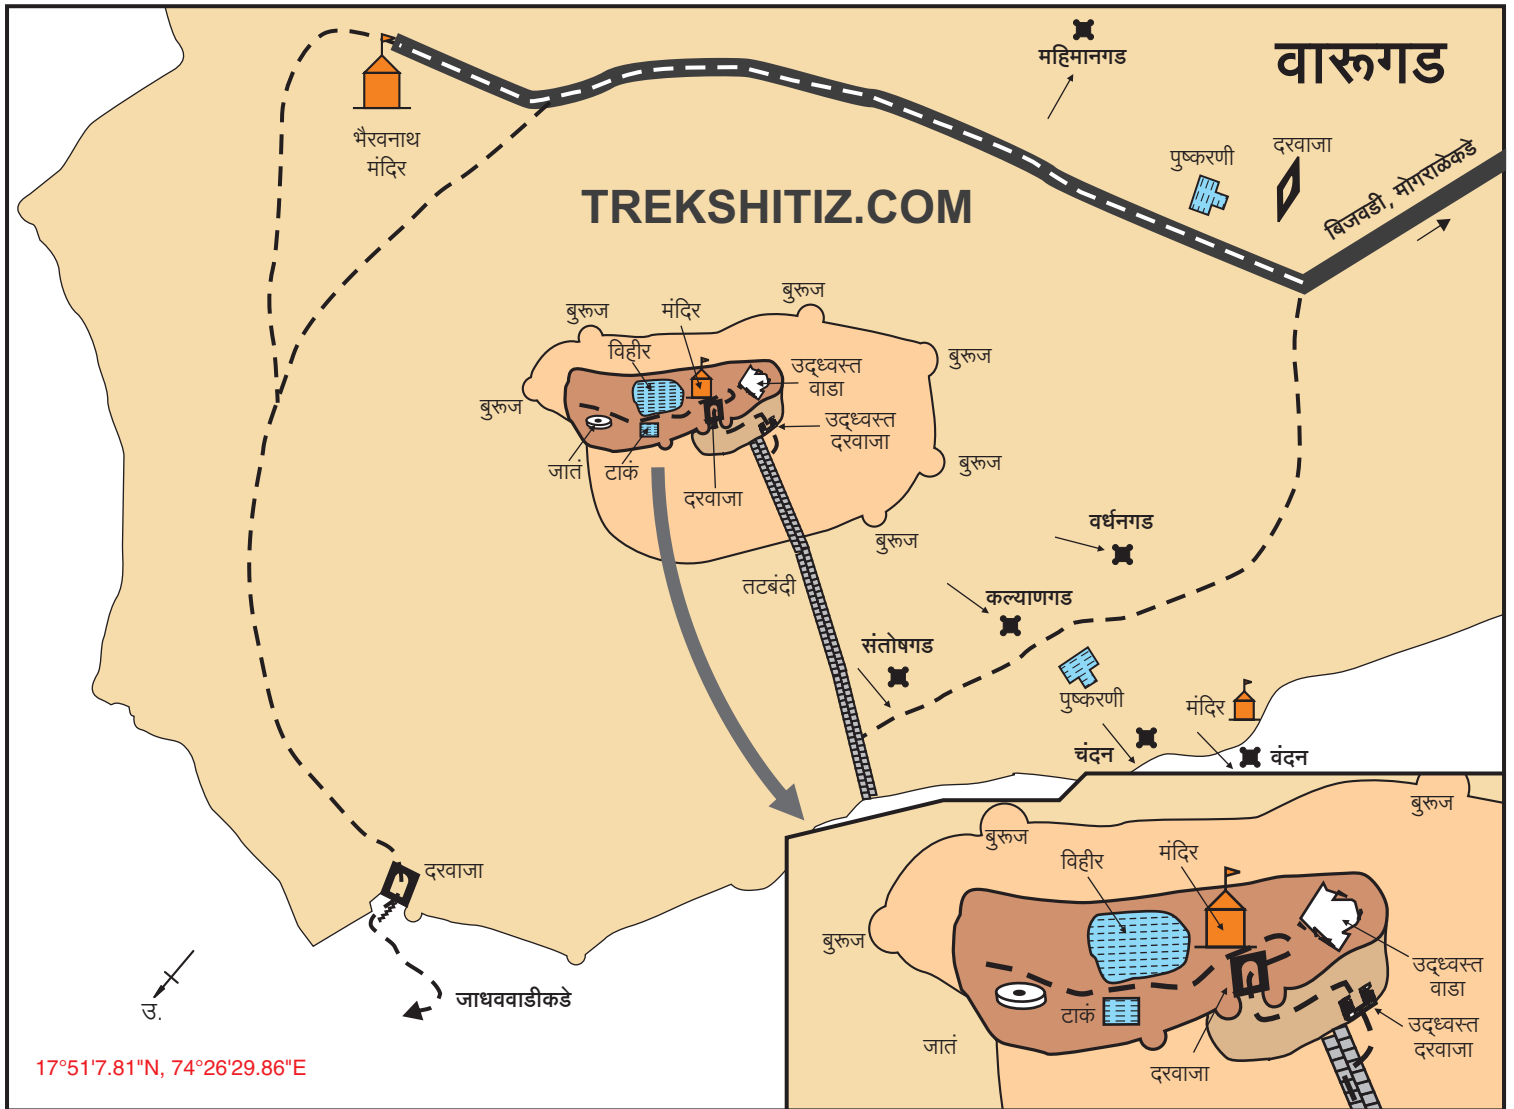 वारूगड
महिमानगड
भैरवनाथ
मंदिर
TREKSHITIZ.COM
पुष्करणी
दरवाजा
बिजवडी, मोगराळेकडे
बुरूज
मंदिर
बुरूज
विहीर
बुरूज
उद्ध्वस्त
वाडा
बुरूज
उद्ध्वस्त
दरवाजा
जातं
टाकं
दरवाजा
बुरूज
बुरूज
तटबंदी
वर्धनगड
कल्याणगड
संतोषगड
पुष्करणी
मंदिर
चंदन
वंदन
दरवाजा
जाधववाडीकडे
उ.
17°51'7.81"N, 74°26'29.86"E
बुरूज
बुरूज
विहीर
मंदिर
बुरूज
उद्ध्वस्त
वाडा
टाकं
उद्ध्वस्त
दरवाजा
जातं
दरवाजा